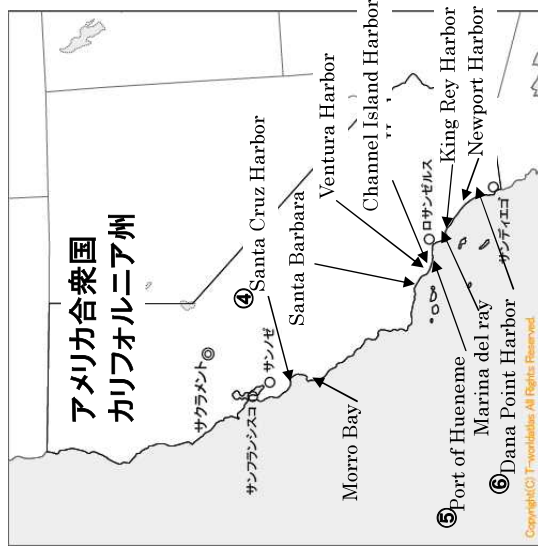 アメリカ合衆国
カリフォルニア州
サクラメント
サンフランシスコ
サンノゼ
④Santa Cruz Harbor
Morro Bay
Santa Barbara
Ventura Harbor
Channel Island Harbor
ロサンゼルス
⑤Port of Hueneme
Marina del ray
King Rey Harbor
Newport Harbor
⑥Dana Point Harbor
サンディエゴ
Copyright(C) T-worldatlas All Rights Reserved.